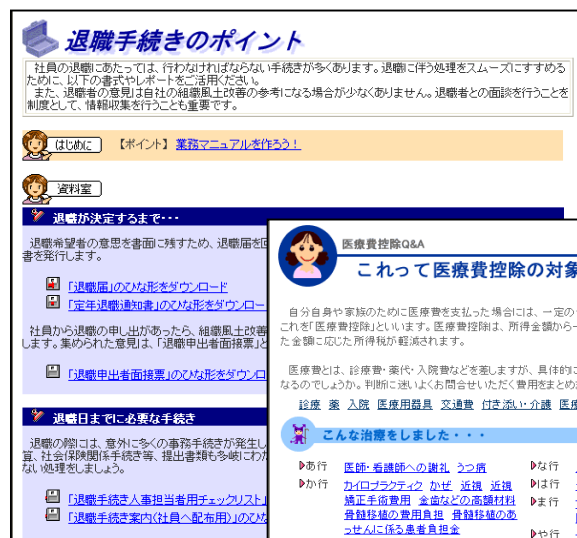 退職手続きのポイント
社員の退職にあたっては、行わなければならない手続きが多くあります。退職に伴う処理をスムーズにすすめる
ために、以下の書式やレポートをご活用ください。
また、退職者の意見は自社の組織風土改善の参考になる場合が少なくありません。退職者との面談を行うことを
制度として、情報収集を行うことも重要です。
はじめに 【ポイント】 業務マニュアルを作ろう！
資料室
退職が決定するまで・・・
退職希望者の意思を書面に残すため、退職届を
書を発行します。
「退職届」のひな形をダウンロード
「定年退職通知書」のひな形をダウンロー
社員から退職の申し出があったら、組織風土改善
します。集められた意見は、「退職申出者面接票」と
「退職申出者面接票」のひな形をダウンロ
退職日までに必要な手続き
退職の際には、意外に多くの事務手続きが発生し
算、社会保険関係手続き等、提出書類も多岐にわた
ない処理をしましょう。
「退職手続き人事担当者用チェックリスト」
「退職手続き案内(社員へ配布用)」のひな
医療費控除Q&A
これって医療費控除の対象
自分自身や家族のために医療費を支払った場合には、一定の
これを「医療費控除」といいます。医療費控除は、所得金額から一
た金額に応じた所得税が軽減されます。
医療費とは、診療費・薬代・入院費などを差しますが、具体的に
なるのでしょうか。判断に迷いよくお問合せいただく費用をまとめ
診療 薬 入院 医療用器具 交通費 付き添い・介護 医
こんな治療をしました・・・
あ行 医師・看護師への謝礼 うつ病
か行 カイロプラクティク かぜ 近視 近視
矯正手術費用 金歯などの高額材料
骨髄移植の費用負担 骨髄移植のあ
っせんに係る患者負担金
な行
は行
ま行
や行